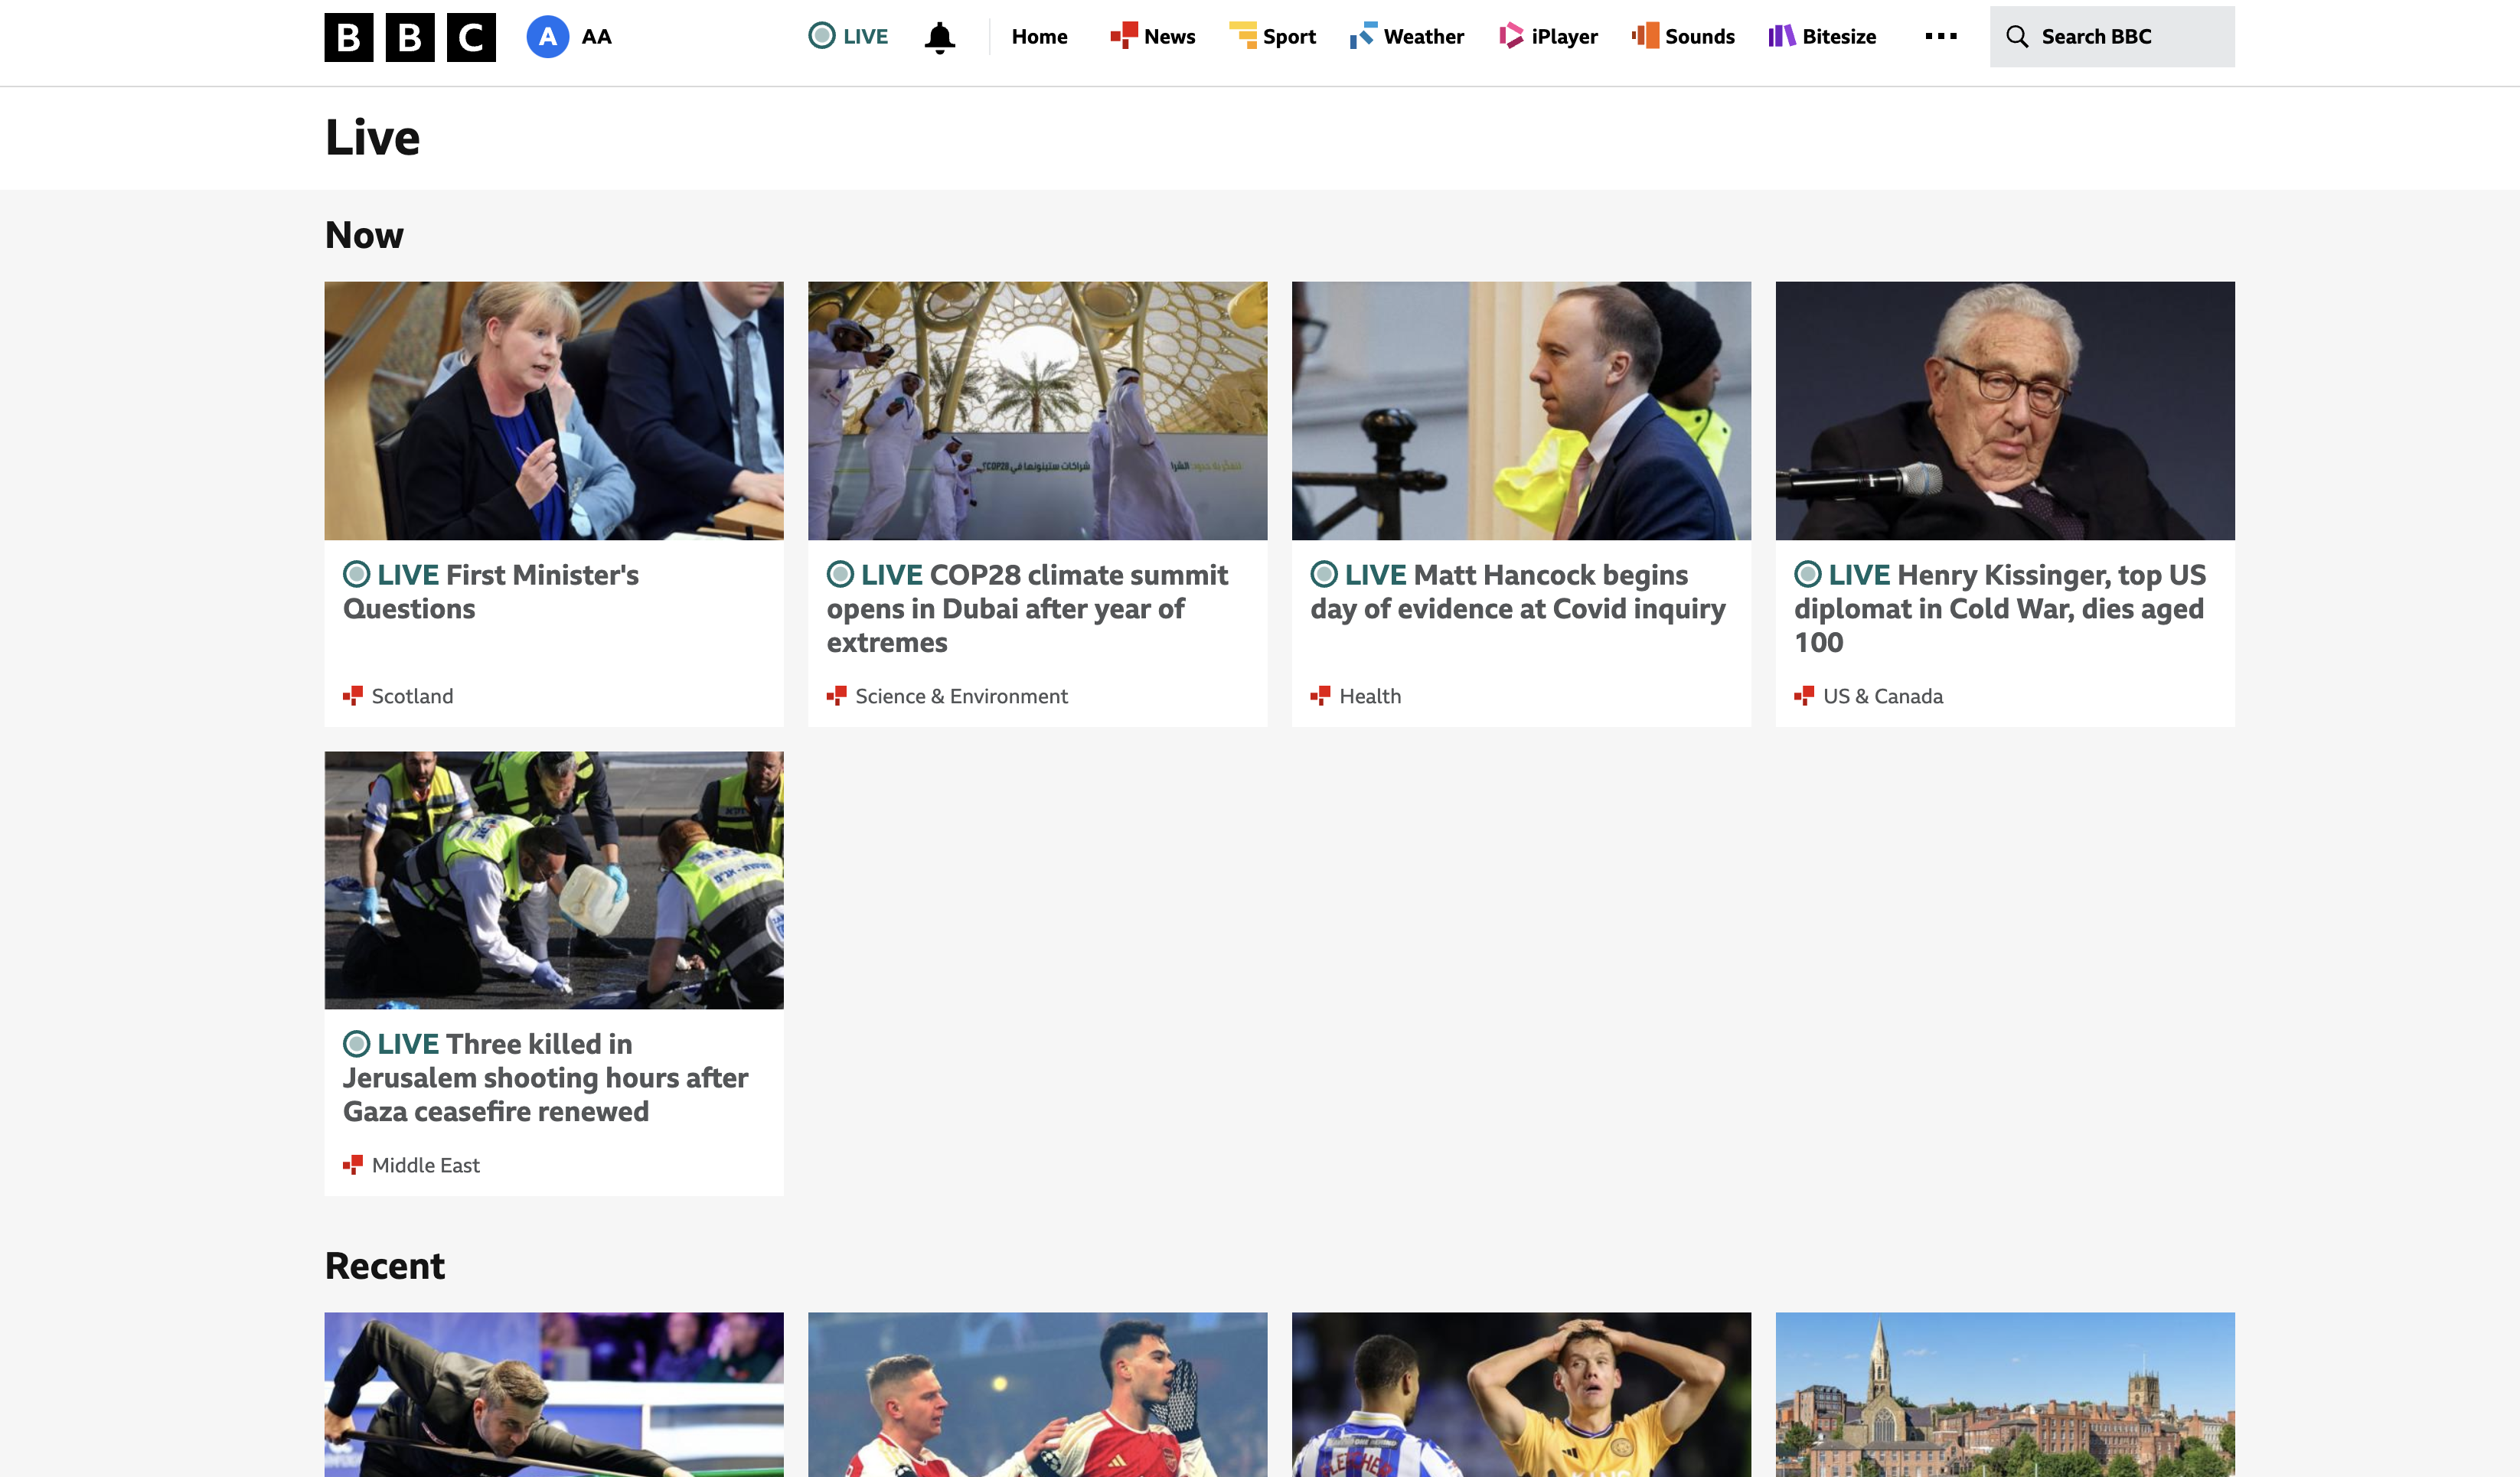 BBC
A
AA
LIVE
Home
News
Sport
Weather
iPlayer
Sounds
Bitesize
Search BBC
Live
Now
LIVE First Minister's
Questions
Scotland
LIVE COP28 climate summit
opens in Dubai after year of
extremes
Science & Environment
LIVE Matt Hancock begins
day of evidence at Covid inquiry
Health
LIVE Henry Kissinger, top US
diplomat in Cold War, dies aged
100
US & Canada
LIVE Three killed in
Jerusalem shooting hours after
Gaza ceasefire renewed
Middle East
Recent